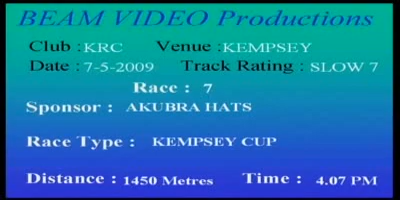 BEAM VIDEO Productions
Club : KRC Venue : KEMPSEY
Date : 7-5-2009 Track Rating : SLOW 7
Race : 7
Sponsor : AKUBRA HATS
Race Type : KEMPSEY CUP
Distance : 1450 Metres Time : 4.07 PM